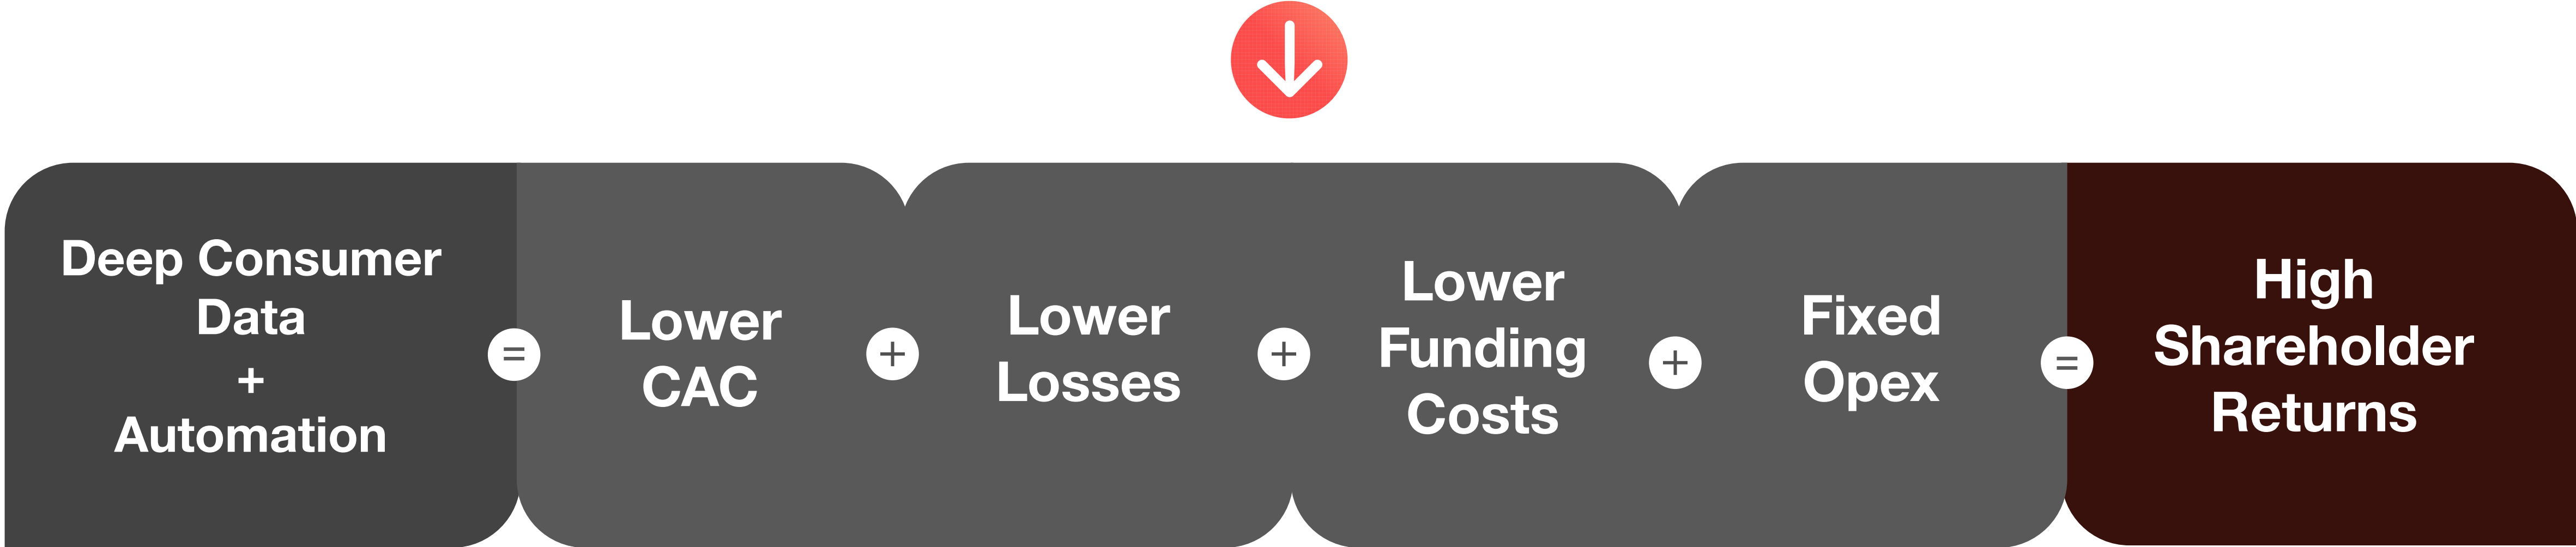 Deep Consumer
Data
+
Automation
=
Lower
CAC
+
Lower
Losses
+
Lower
Funding
Costs
+
Fixed
Opex
=
High
Shareholder
Returns